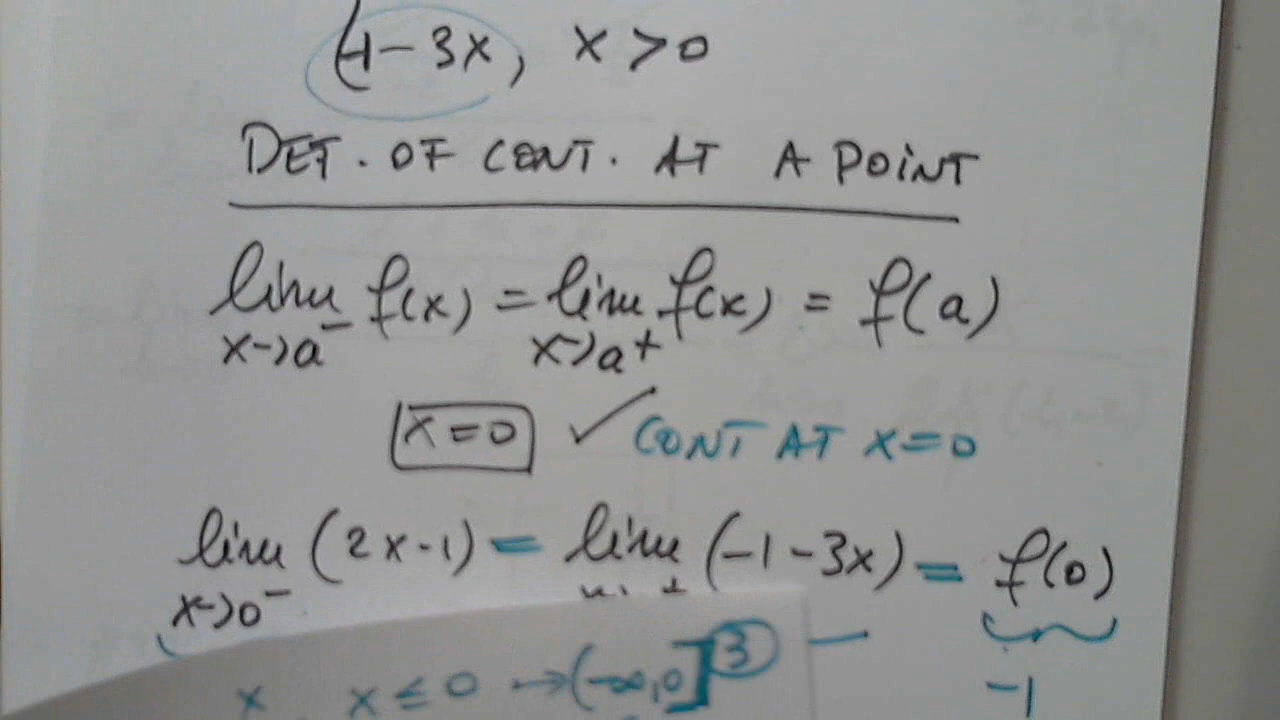 -1-3x, x>0
DEF. OF CONT. AT A POINT
lim x→a⁻ f(x) = lim x→a⁺ f(x) = f(a)
x=0 ✓ CONT AT x=0
lim x→0⁻ (2x-1) = lim (-1-3x) = f(0)
x x≤0 → (-∞,0] ③
-1